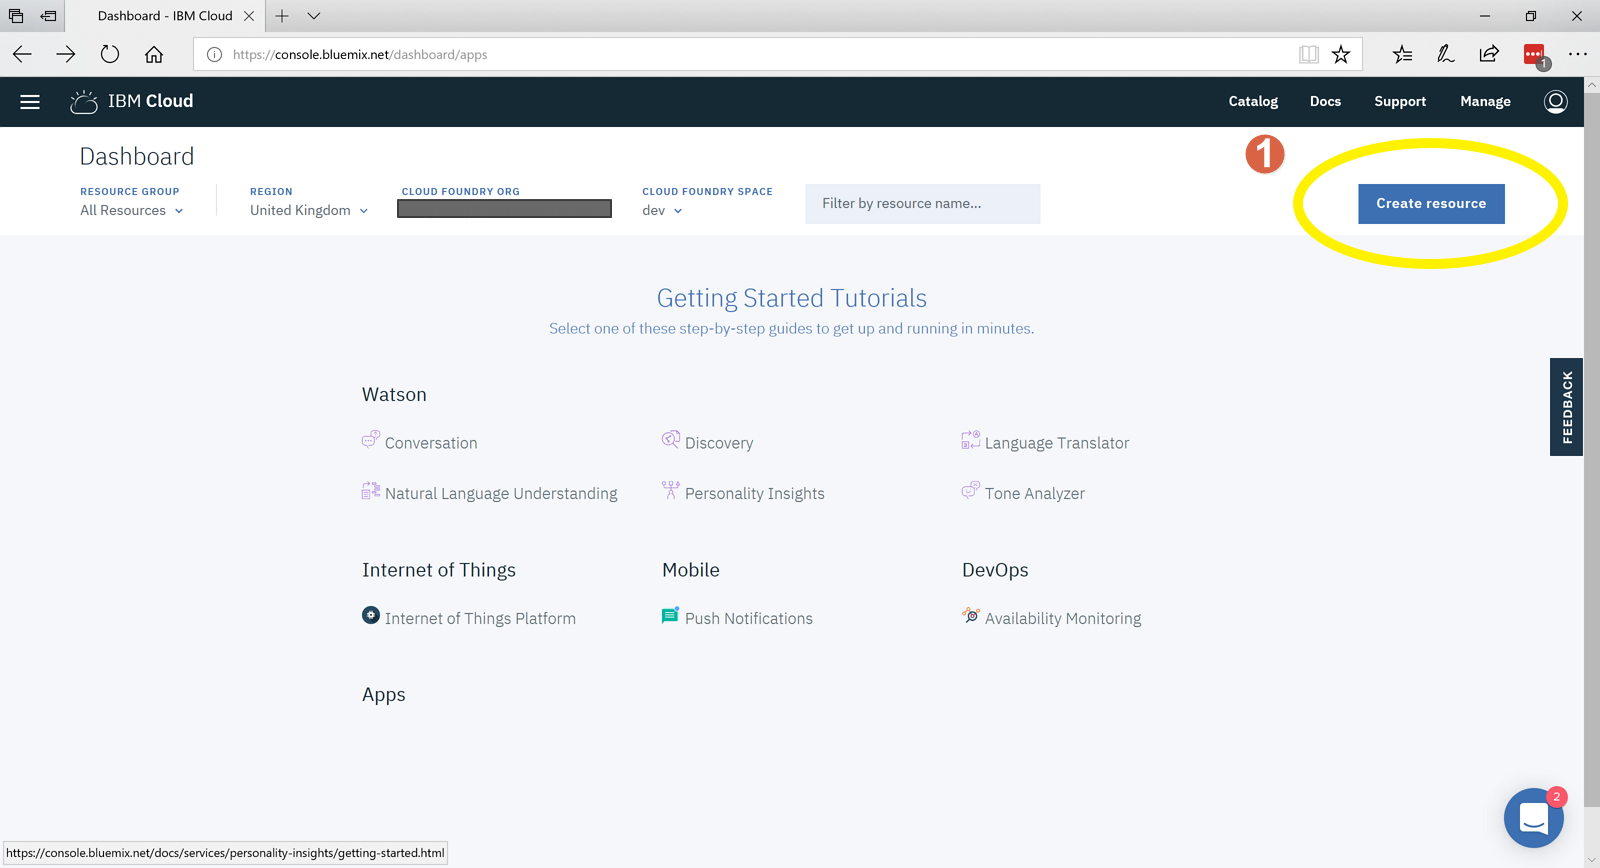 Dashboard - IBM Cloud
https://console.bluemix.net/dashboard/apps
1
IBM Cloud
Catalog
Docs
Support
Manage
Dashboard
1
RESOURCE GROUP
All Resources
REGION
United Kingdom
CLOUD FOUNDRY ORG
CLOUD FOUNDRY SPACE
dev
Filter by resource name...
Create resource
Getting Started Tutorials
Select one of these step-by-step guides to get up and running in minutes.
FEEDBACK
Watson
Conversation
Discovery
Language Translator
Natural Language Understanding
Personality Insights
Tone Analyzer
Internet of Things
Mobile
DevOps
Internet of Things Platform
Push Notifications
Availability Monitoring
Apps
2
https://console.bluemix.net/docs/services/personality-insights/getting-started.html